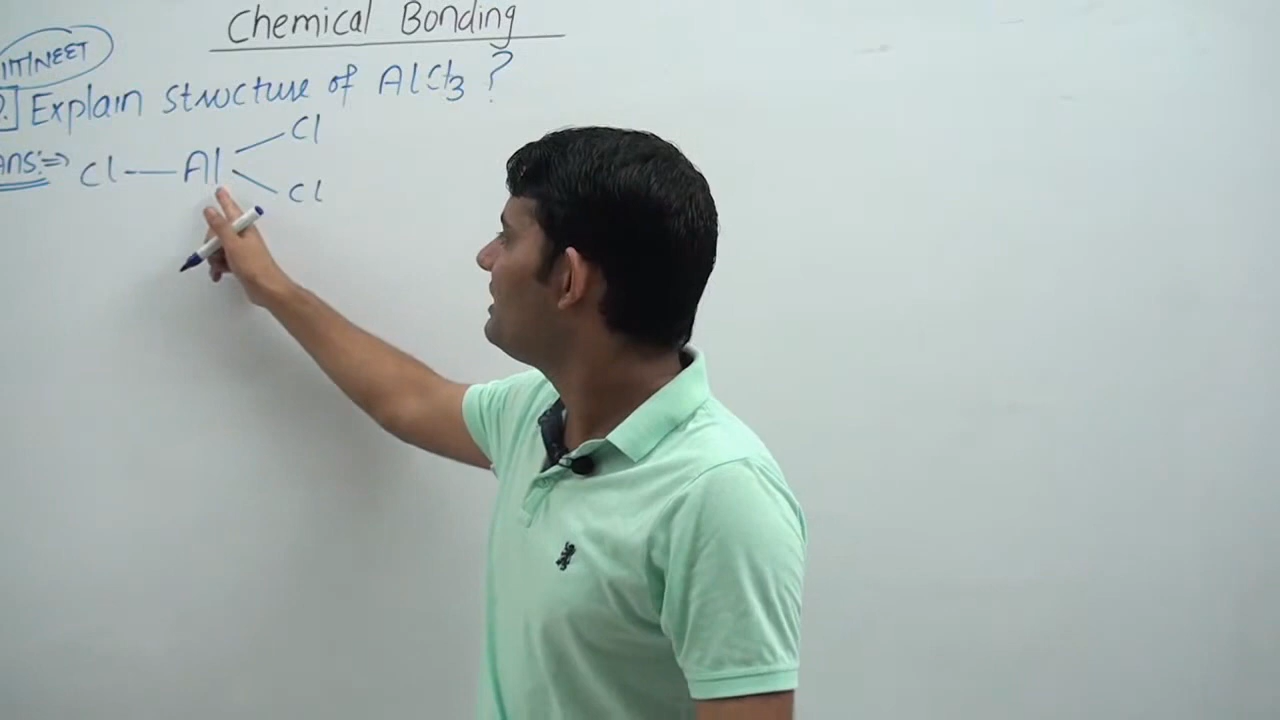 Chemical Bonding
IIT/NEET
Q.] Explain structure of AlCl3 ?
Ans:⇒ Cl — Al
Cl
Cl